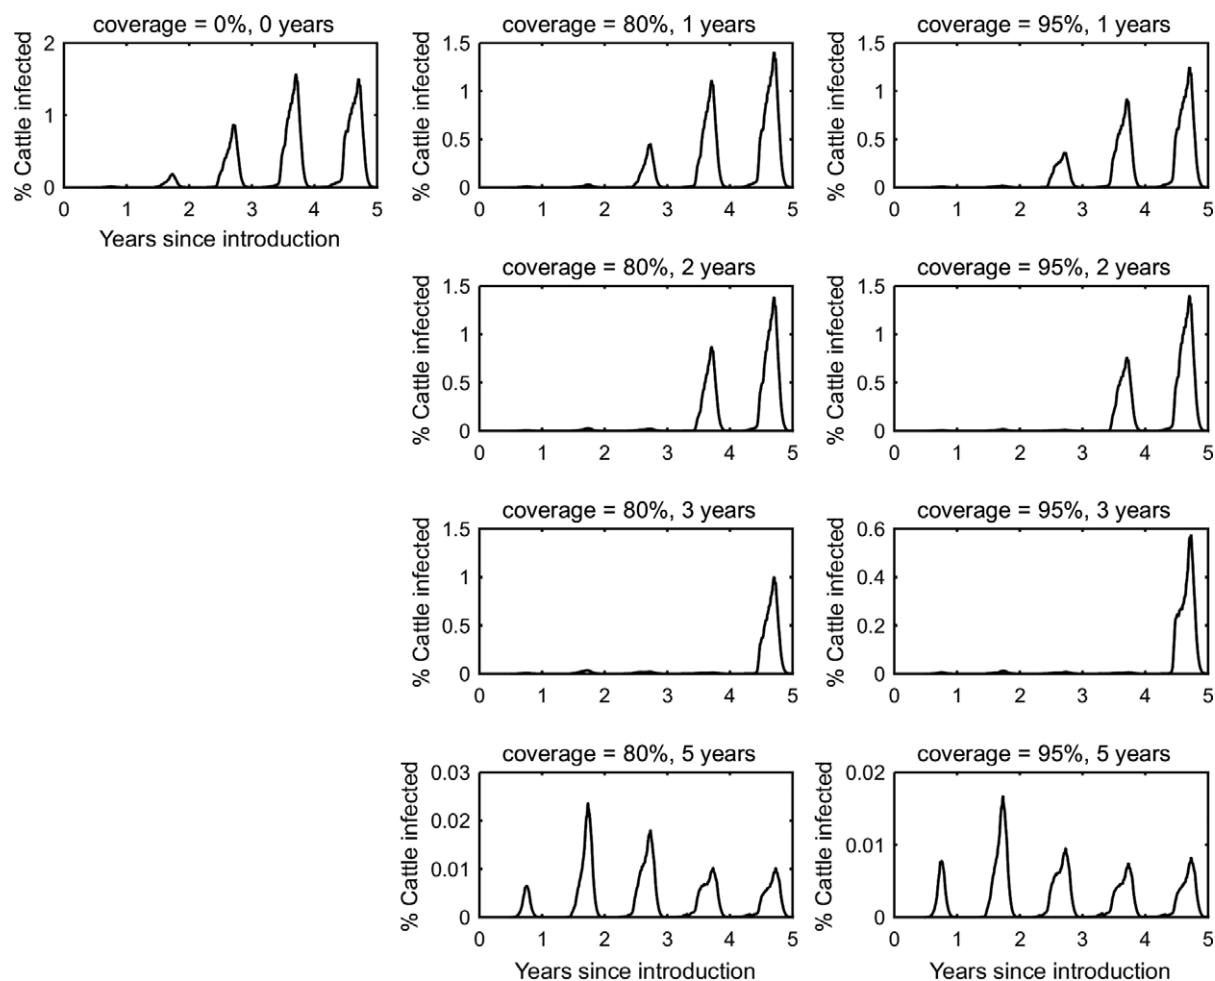 coverage = 0%, 0 years
% Cattle infected
2
1
0
0 1 2 3 4 5
Years since introduction
coverage = 80%, 1 years
% Cattle infected
1.5
1
0.5
0
0 1 2 3 4 5
coverage = 95%, 1 years
% Cattle infected
1.5
1
0.5
0
0 1 2 3 4 5
coverage = 80%, 2 years
% Cattle infected
1.5
1
0.5
0
0 1 2 3 4 5
coverage = 95%, 2 years
% Cattle infected
1.5
1
0.5
0
0 1 2 3 4 5
coverage = 80%, 3 years
% Cattle infected
1.5
1
0.5
0
0 1 2 3 4 5
coverage = 95%, 3 years
% Cattle infected
0.6
0.4
0.2
0
0 1 2 3 4 5
coverage = 80%, 5 years
% Cattle infected
0.03
0.02
0.01
0
0 1 2 3 4 5
Years since introduction
coverage = 95%, 5 years
% Cattle infected
0.02
0.01
0
0 1 2 3 4 5
Years since introduction